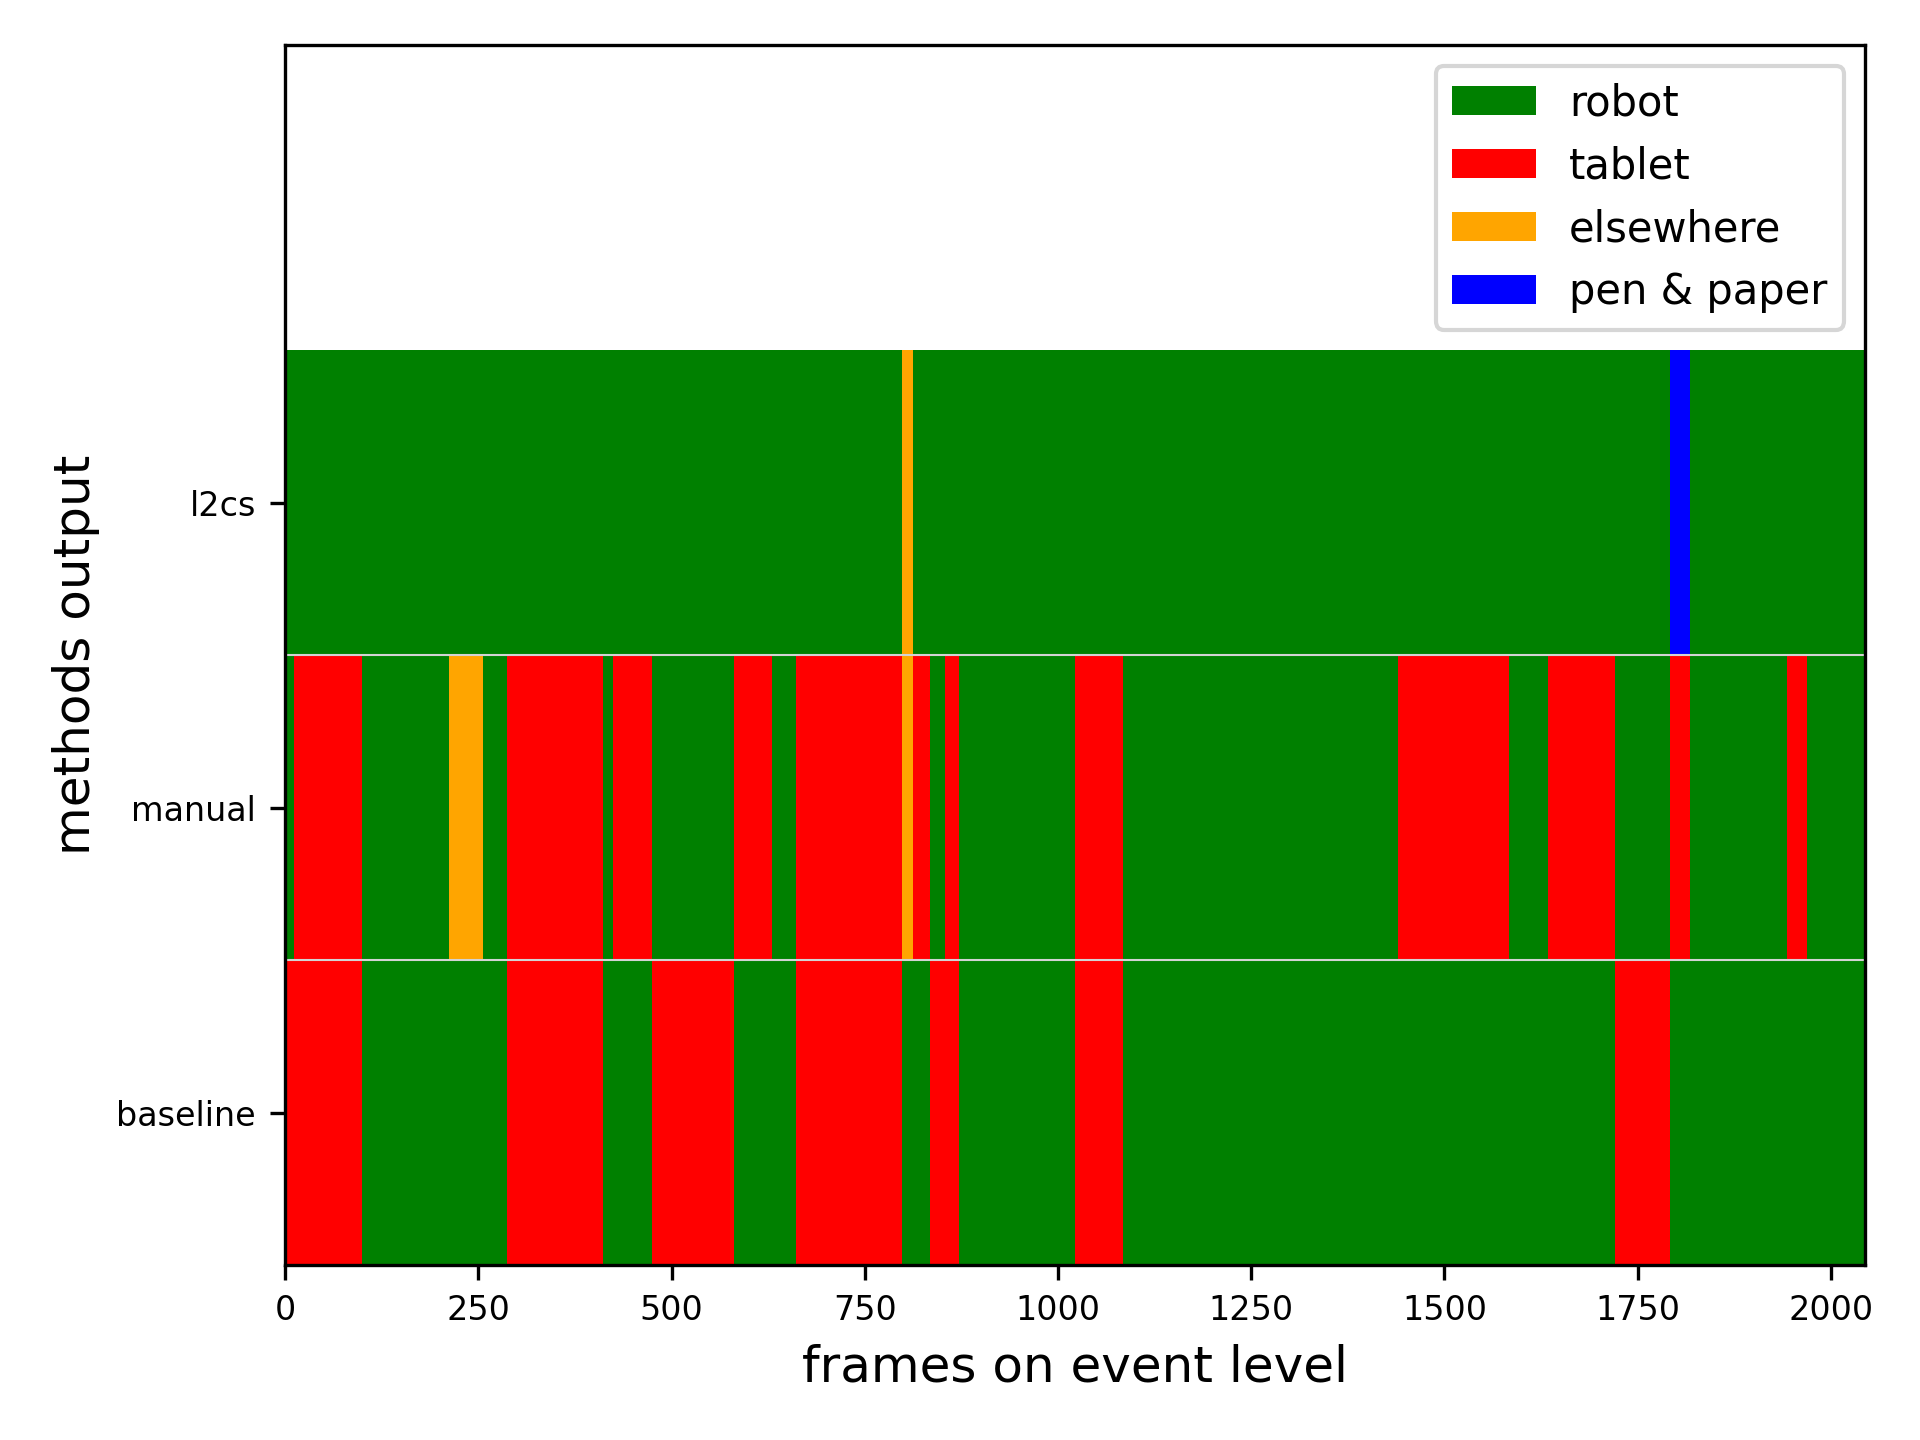 robot
tablet
elsewhere
pen & paper
methods output
l2cs
manual
baseline
0 250 500 750 1000 1250 1500 1750 2000
frames on event level